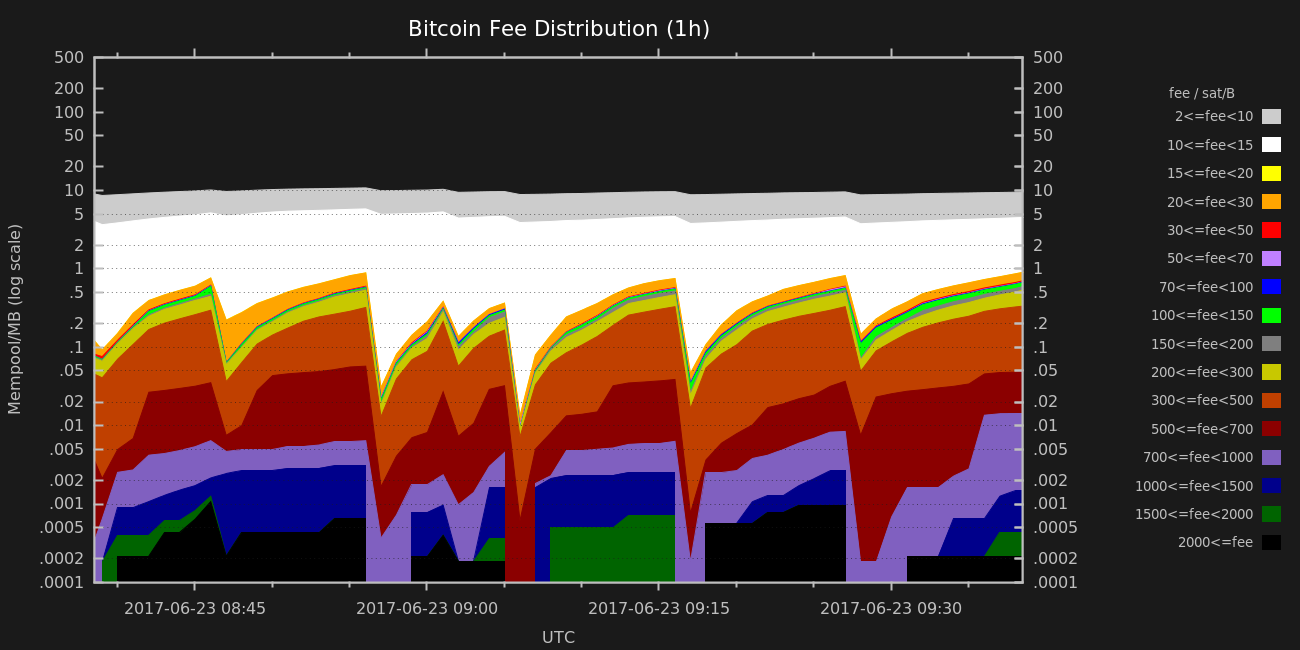 Bitcoin Fee Distribution (1h)
500
200
100
50
20
10
5
2
1
.5
.2
.1
.05
.02
.01
.005
.002
.001
.0005
.0002
.0001
Mempool/MB (log scale)
500
200
100
50
20
10
5
2
1
.5
.2
.1
.05
.02
.01
.005
.002
.001
.0005
.0002
.0001
2017-06-23 08:45
2017-06-23 09:00
2017-06-23 09:15
2017-06-23 09:30
UTC
fee / sat/B
2<=fee<10
10<=fee<15
15<=fee<20
20<=fee<30
30<=fee<50
50<=fee<70
70<=fee<100
100<=fee<150
150<=fee<200
200<=fee<300
300<=fee<500
500<=fee<700
700<=fee<1000
1000<=fee<1500
1500<=fee<2000
2000<=fee